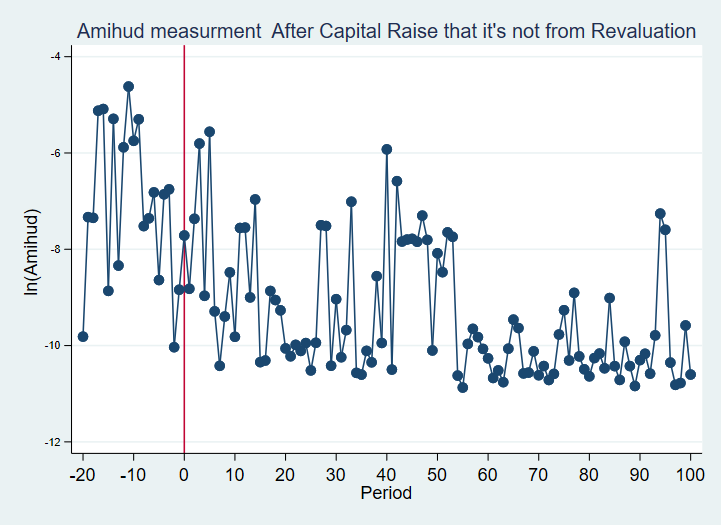 Amihud measurment  After Capital Raise that it's not from Revaluation
ln(Amihud)
-4
-6
-8
-10
-12
-20 -10 0 10 20 30 40 50 60 70 80 90 100
Period